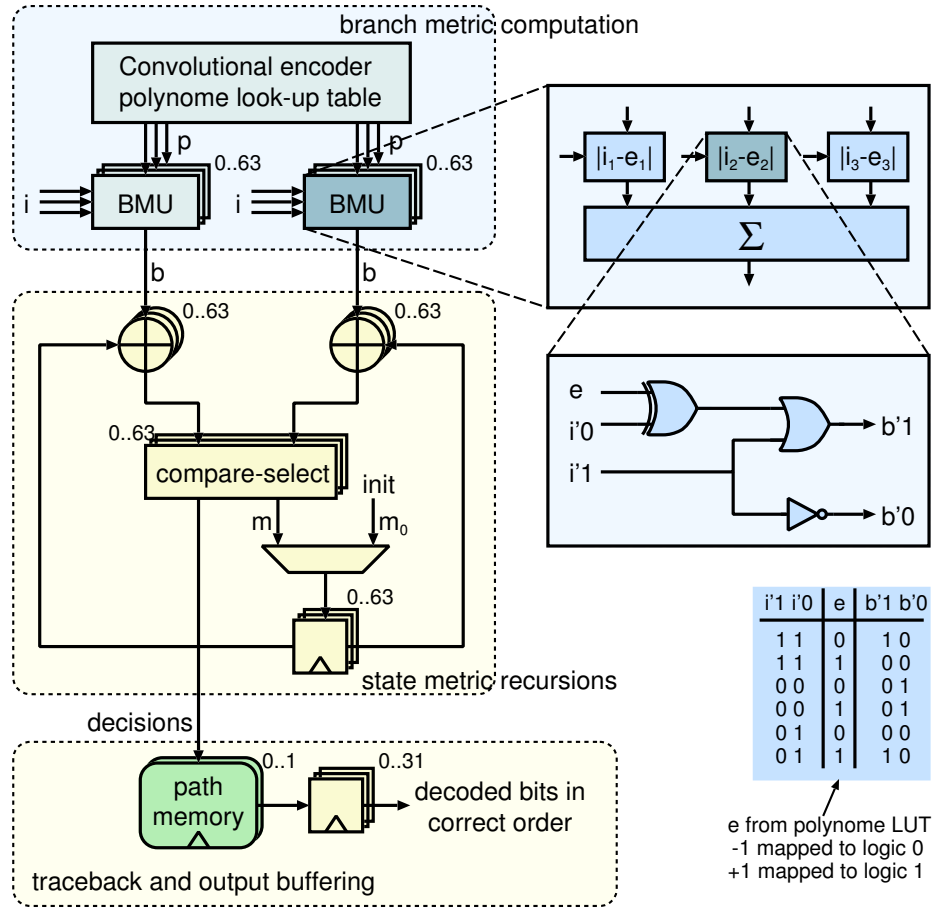 branch metric computation
Convolutional encoder
polynome look-up table
p
p
0..63
0..63
i
BMU
i
BMU
b
b
|i1-e1|
|i2-e2|
|i3-e3|
Σ
0..63
0..63
0..63
compare-select
init
m
m0
0..63
state metric recursions
e
i'0
i'1
b'1
b'0
decisions
0..1
0..31
path
memory
decoded bits in
correct order
traceback and output buffering
i'1 i'0 e b'1 b'0
1 1 0 1 0
1 1 1 0 0
0 0 0 0 1
0 0 1 0 1
0 1 0 0 0
0 1 1 1 0
e from polynome LUT
-1 mapped to logic 0
+1 mapped to logic 1